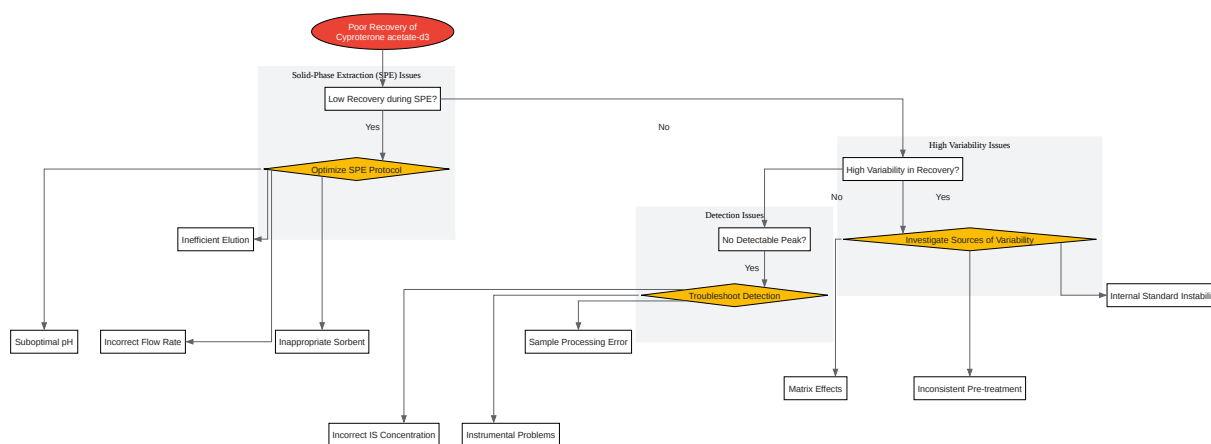 Poor Recovery of
Cyproterone acetate-d3
Solid-Phase Extraction (SPE) Issues
Low Recovery during SPE?
Yes
No
Optimize SPE Protocol
High Variability Issues
High Variability in Recovery?
No
Yes
Detection Issues
Inefficient Elution
No Detectable Peak?
Investigate Sources of Variability
Yes
Troubleshoot Detection
Internal Standard Instabili
Suboptimal pH
Incorrect Flow Rate
Inappropriate Sorbent
Sample Processing Error
Matrix Effects
Inconsistent Pre-treatment
Incorrect IS Concentration
Instrumental Problems